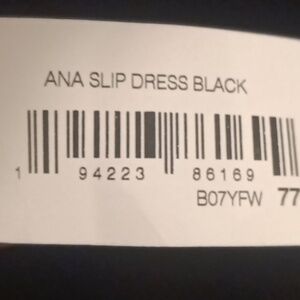 ANA SLIP DRESS BLACK
1 94223 86169
B07YFW 77